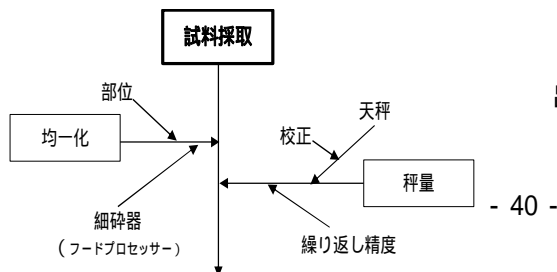 試料採取
部位
均一化
細砕器
(フードプロセッサー)
天秤
校正
秤量
繰り返し精度
- 40 -